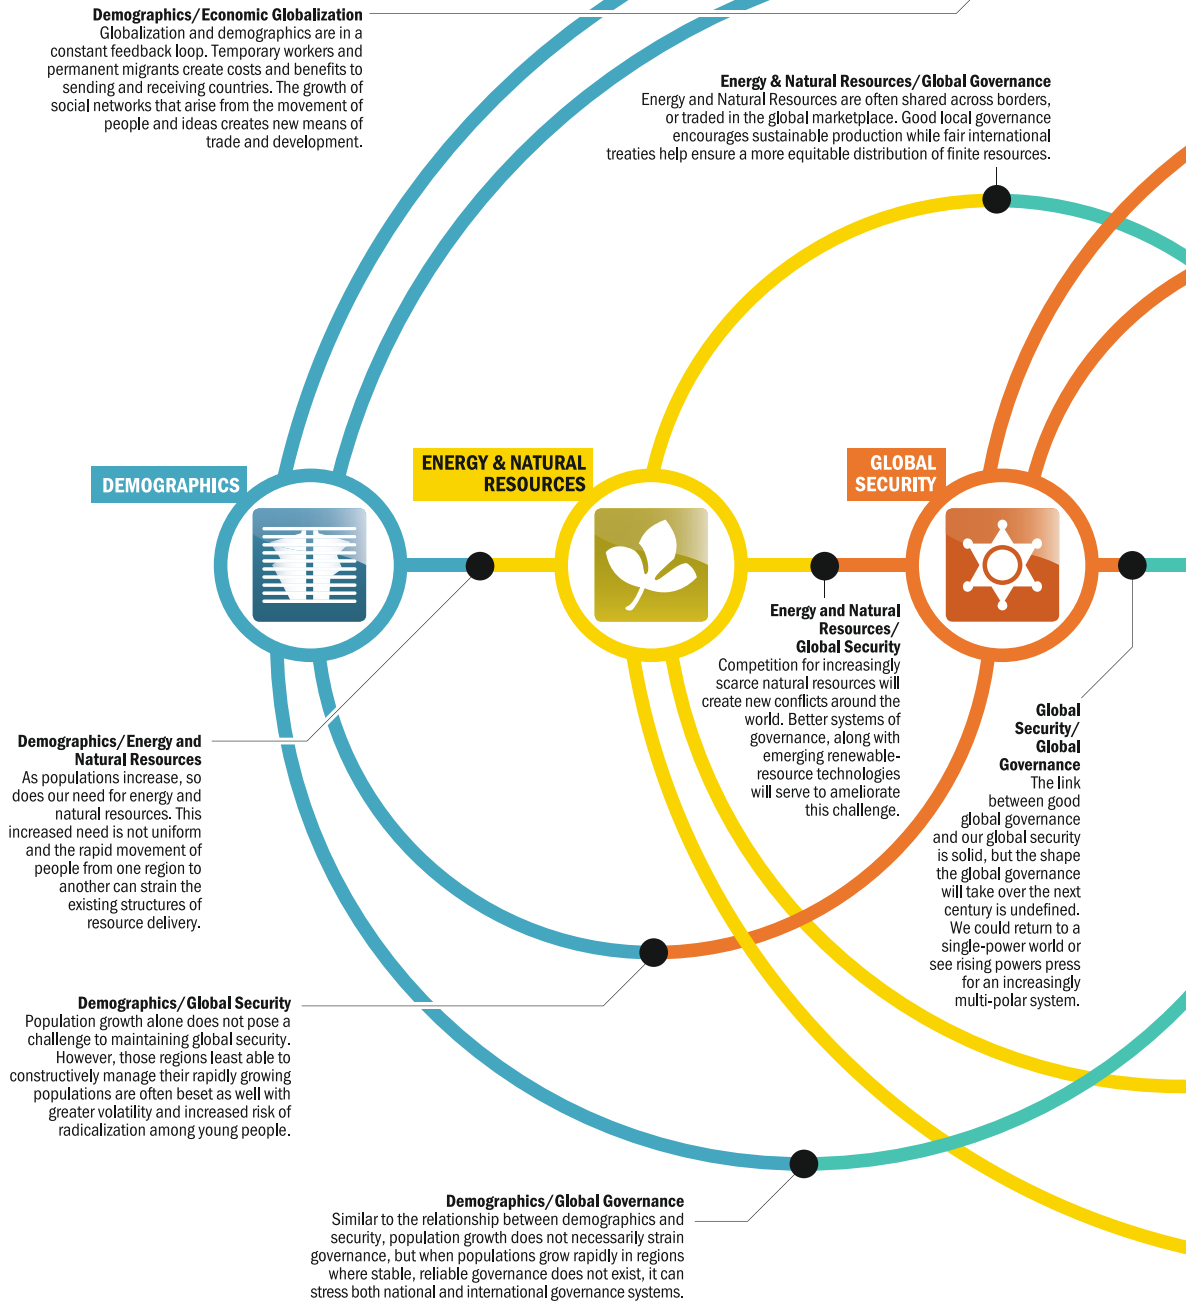 Demographics/Economic Globalization
Globalization and demographics are in a
constant feedback loop. Temporary workers and
permanent migrants create costs and benefits to
sending and receiving countries. The growth of
social networks that arise from the movement of
people and ideas creates new means of
trade and development.
Energy & Natural Resources/Global Governance
Energy and Natural Resources are often shared across borders,
or traded in the global marketplace. Good local governance
encourages sustainable production while fair international
treaties help ensure a more equitable distribution of finite resources.
DEMOGRAPHICS
ENERGY & NATURAL
RESOURCES
GLOBAL
SECURITY
Energy and Natural
Resources/
Global Security
Competition for increasingly
scarce natural resources will
create new conflicts around the
world. Better systems of
governance, along with
emerging renewable-
resource technologies
will serve to ameliorate
this challenge.
Global
Security/
Global
Governance
The link
between good
global governance
and our global security
is solid, but the shape
the global governance
will take over the next
century is undefined.
We could return to a
single-power world or
see rising powers press
for an increasingly
multi-polar system.
Demographics/Energy and
Natural Resources
As populations increase, so
does our need for energy and
natural resources. This
increased need is not uniform
and the rapid movement of
people from one region to
another can strain the
existing structures of
resource delivery.
Demographics/Global Security
Population growth alone does not pose a
challenge to maintaining global security.
However, those regions least able to
constructively manage their rapidly growing
populations are often beset as well with
greater volatility and increased risk of
radicalization among young people.
Demographics/Global Governance
Similar to the relationship between demographics and
security, population growth does not necessarily strain
governance, but when populations grow rapidly in regions
where stable, reliable governance does not exist, it can
stress both national and international governance systems.